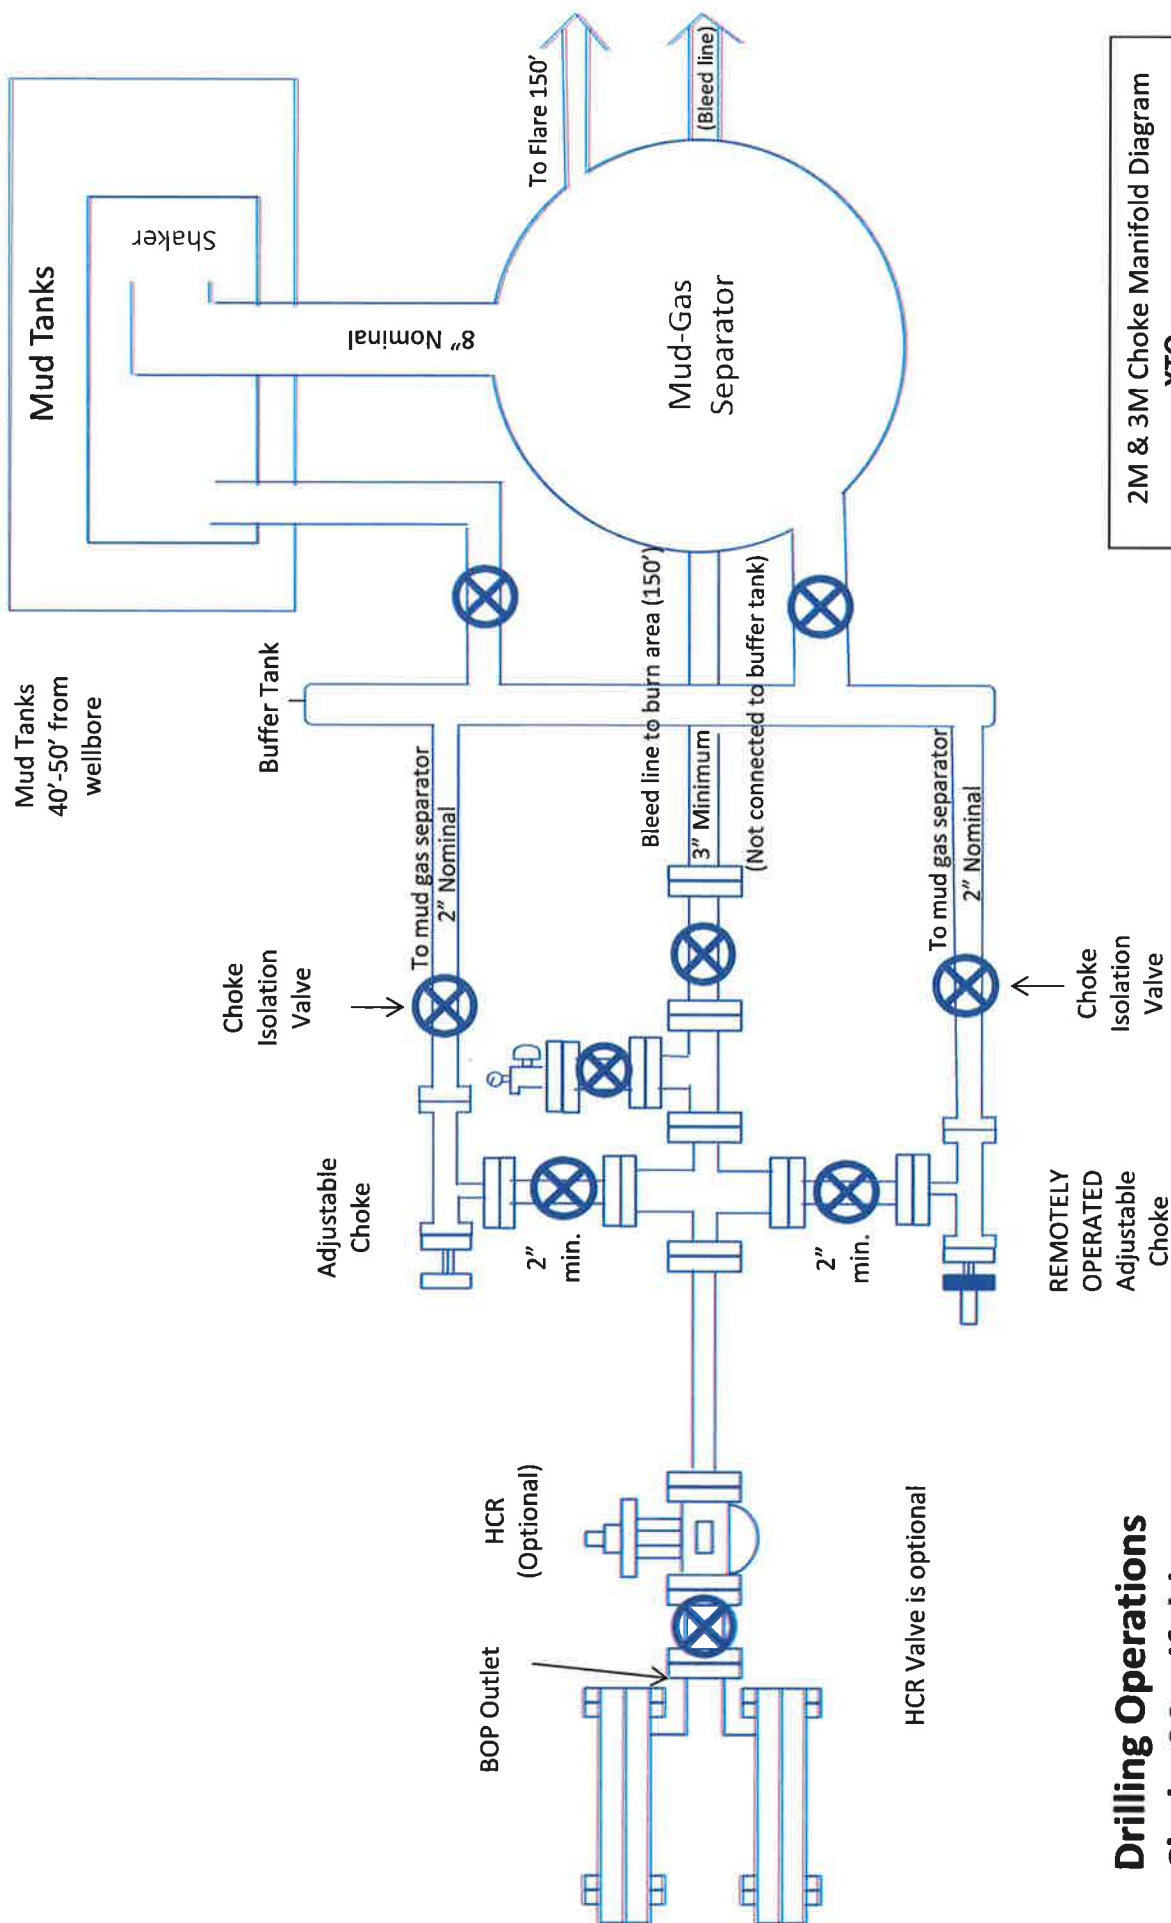 Mud Tanks
40'-50' from
wellbore
Mud Tanks
Shaker
8" Nominal
Buffer Tank
To Flare 150'
(Bleed line)
Mud-Gas
Separator
Choke
Isolation
Valve
To mud gas separator
2" Nominal
Bleed line to burn area (150')
3" Minimum
(Not connected to buffer tank)
To mud gas separator
2" Nominal
Choke
Isolation
Valve
Adjustable
Choke
2"
min.
2"
min.
REMOTELY
OPERATED
Adjustable
Choke
HCR
(Optional)
BOP Outlet
HCR Valve is optional
Drilling Operations
2M & 3M Choke Manifold Diagram
XTO